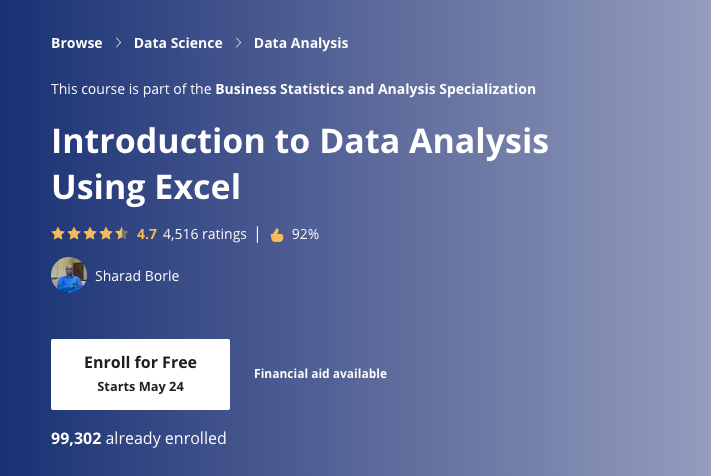 Browse > Data Science > Data Analysis
This course is part of the Business Statistics and Analysis Specialization
Introduction to Data Analysis
Using Excel
4.7 4,516 ratings | 92%
Sharad Borle
Enroll for Free
Starts May 24
Financial aid available
99,302 already enrolled